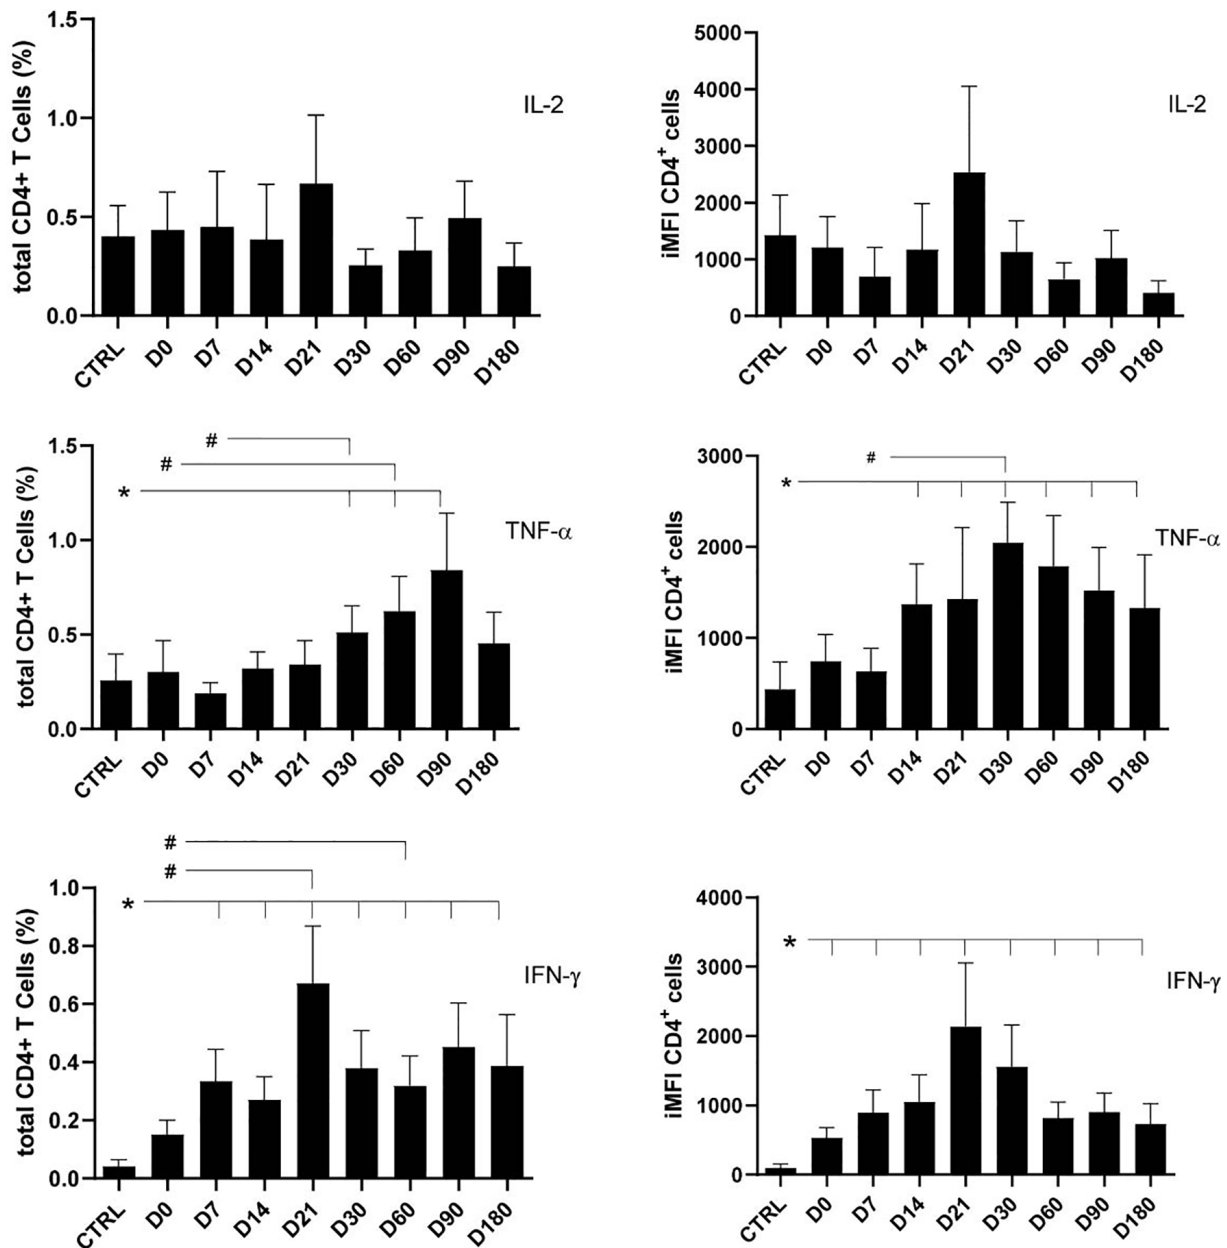 total CD4+ T Cells (%)
1.5
1.0
0.5
0.0
IL-2
CTRL D0 D7 D14 D21 D30 D60 D90 D180
iMFI CD4⁺ cells
5000
4000
3000
2000
1000
0
IL-2
CTRL D0 D7 D14 D21 D30 D60 D90 D180
total CD4+ T Cells (%)
1.5
1.0
0.5
0.0
#
#
*
TNF-α
CTRL D0 D7 D14 D21 D30 D60 D90 D180
iMFI CD4⁺ cells
3000
2000
1000
0
#
*
TNF-α
CTRL D0 D7 D14 D21 D30 D60 D90 D180
total CD4+ T Cells (%)
1.0
0.8
0.6
0.4
0.2
0.0
#
#
*
IFN-γ
CTRL D0 D7 D14 D21 D30 D60 D90 D180
iMFI CD4⁺ cells
4000
3000
2000
1000
0
*
IFN-γ
CTRL D0 D7 D14 D21 D30 D60 D90 D180